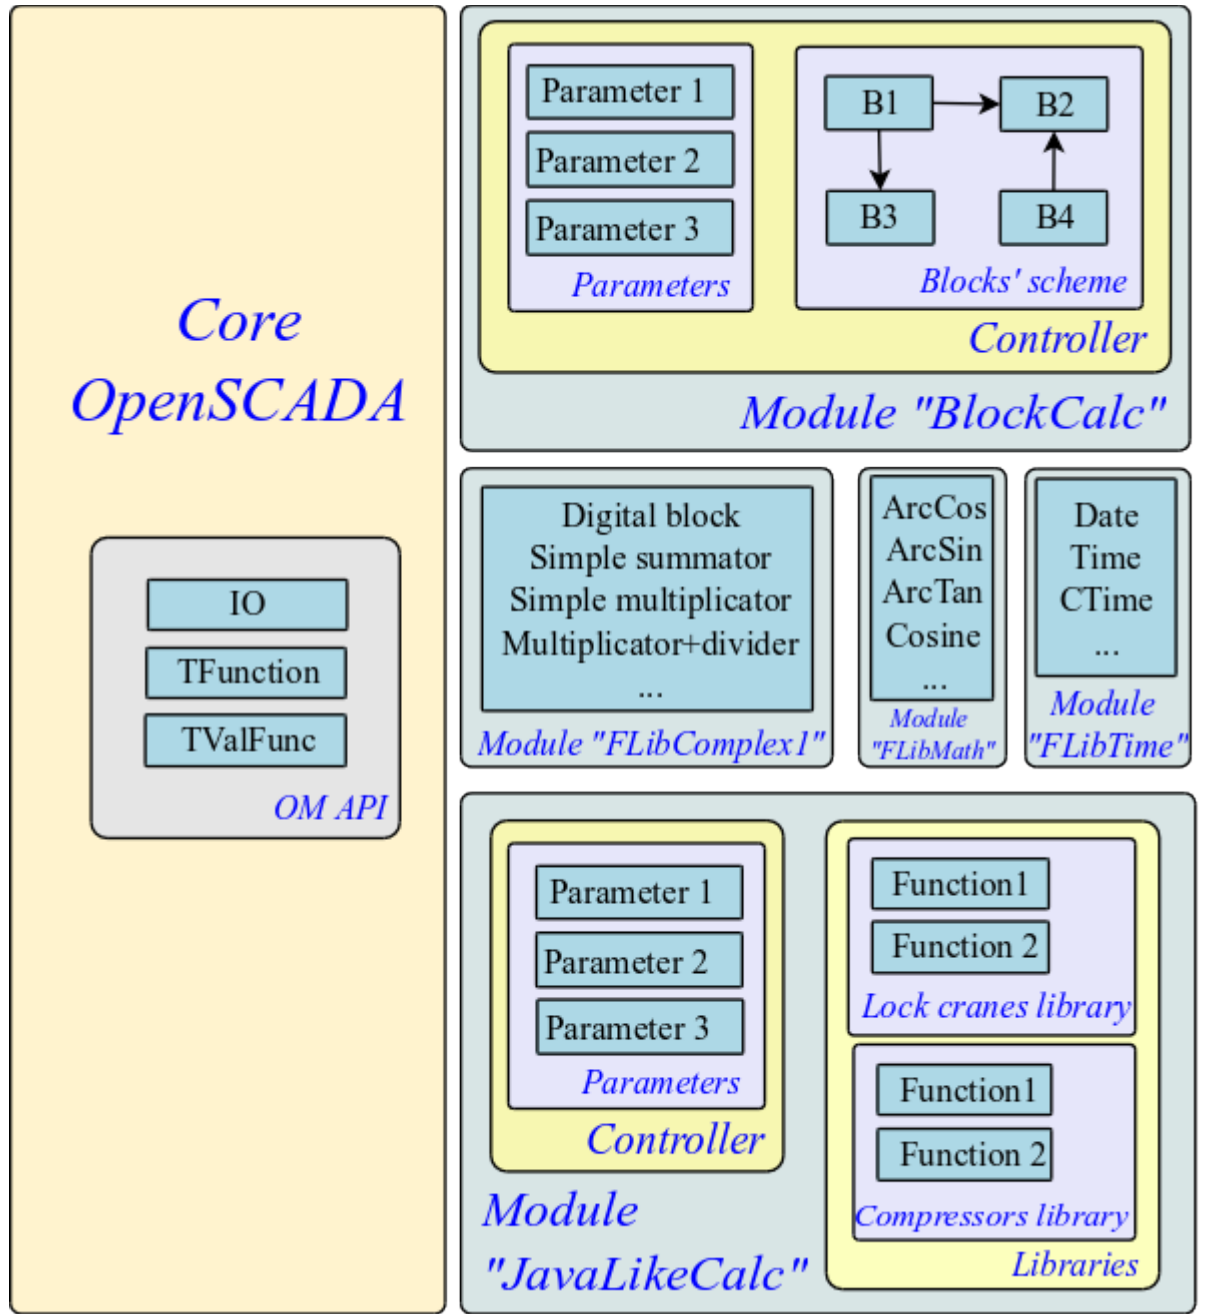 Core
OpenSCADA
IO
TFunction
TValFunc
OM API
Parameter 1
Parameter 2
Parameter 3
Parameters
B1
B2
B3
B4
Blocks' scheme
Controller
Module "BlockCalc"
Digital block
Simple summator
Simple multiplicator
Multiplicator+divider
...
Module "FLibComplex1"
ArcCos
ArcSin
ArcTan
Cosine
...
Module
"FLibMath"
Date
Time
CTime
...
Module
"FLibTime"
Parameter 1
Parameter 2
Parameter 3
Parameters
Controller
Function1
Function 2
Lock cranes library
Function1
Function 2
Compressors library
Libraries
Module
"JavaLikeCalc"